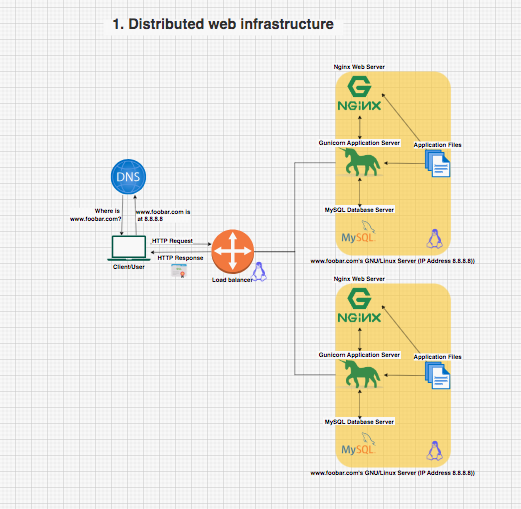 1. Distributed web infrastructure
Nginx Web Server
NGiNX
Gunicorn Application Server
Application Files
DNS
Where is
www.foobar.com?
www.foobar.com is
at 8.8.8.8
MySQL Database Server
HTTP Request
MySQL
HTTP Response
Client/User
www.foobar.com's GNU/Linux Server (IP Address 8.8.8.8))
Load balancer
Nginx Web Server
NGiNX
Gunicorn Application Server
Application Files
MySQL Database Server
MySQL
www.foobar.com's GNU/Linux Server (IP Address 8.8.8.8))